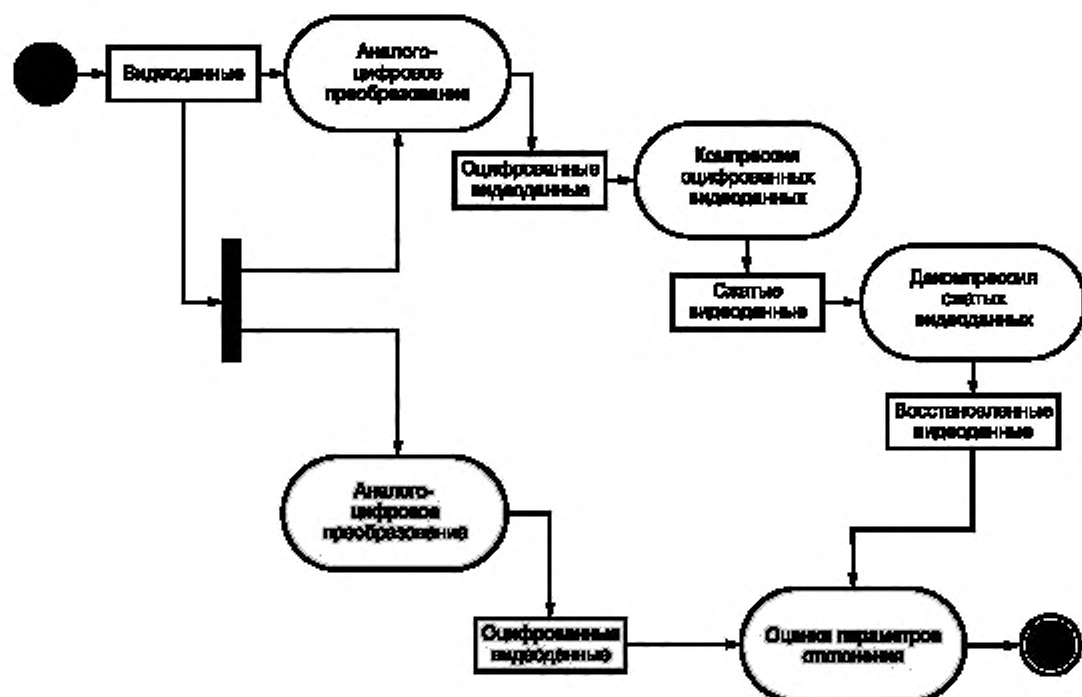 Видеоданные
Аналого-
цифровое
преобразование
Оцифрованные
видеоданные
Компрессия
оцифрованных
видеоданных
Сжатые
видеоданные
Декомпрессия
сжатых
видеоданных
Восстановленные
видеоданные
Аналого-
цифровое
преобразование
Оцифрованные
видеоданные
Оценка параметров
отклонения